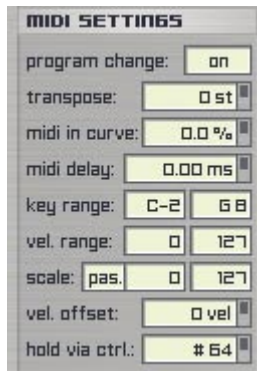 MIDI SETTINGS
program change: on
transpose: 0 st
midi in curve: 0.0 %
midi delay: 0.00 ms
key range: C-2 G8
vel. range: 0 127
scale: pas. 0 127
vel. offset: 0 vel
hold via ctrl.: # 64